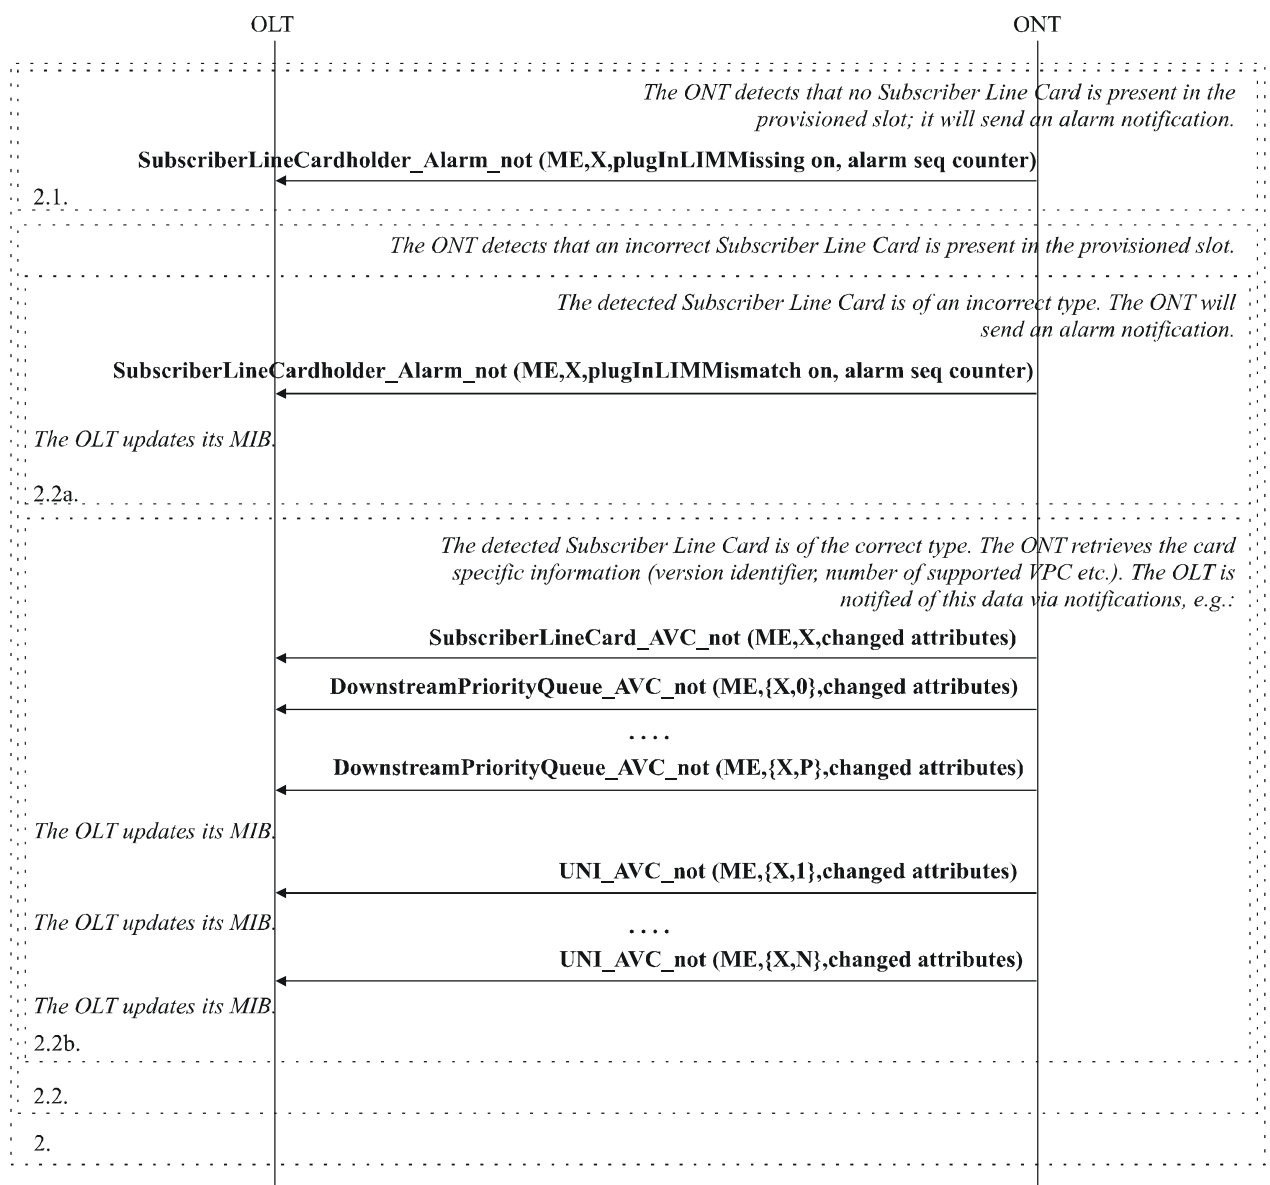 OLT
ONT
The ONT detects that no Subscriber Line Card is present in the
provisioned slot; it will send an alarm notification.
SubscriberLineCardholder_Alarm_not (ME,X,plugInLIMMissing on, alarm seq counter)
2.1.
The ONT detects that an incorrect Subscriber Line Card is present in the provisioned slot.
The detected Subscriber Line Card is of an incorrect type. The ONT will
send an alarm notification.
SubscriberLineCardholder_Alarm_not (ME,X,plugInLIMMismatch on, alarm seq counter)
The OLT updates its MIB.
2.2a.
The detected Subscriber Line Card is of the correct type. The ONT retrieves the card
specific information (version identifier, number of supported VPC etc.). The OLT is
notified of this data via notifications, e.g.:
SubscriberLineCard_AVC_not (ME,X,changed attributes)
DownstreamPriorityQueue_AVC_not (ME,{X,0},changed attributes)
. . . .
DownstreamPriorityQueue_AVC_not (ME,{X,P},changed attributes)
The OLT updates its MIB.
UNI_AVC_not (ME,{X,1},changed attributes)
The OLT updates its MIB.
. . . .
UNI_AVC_not (ME,{X,N},changed attributes)
The OLT updates its MIB.
2.2b.
2.2.
2.